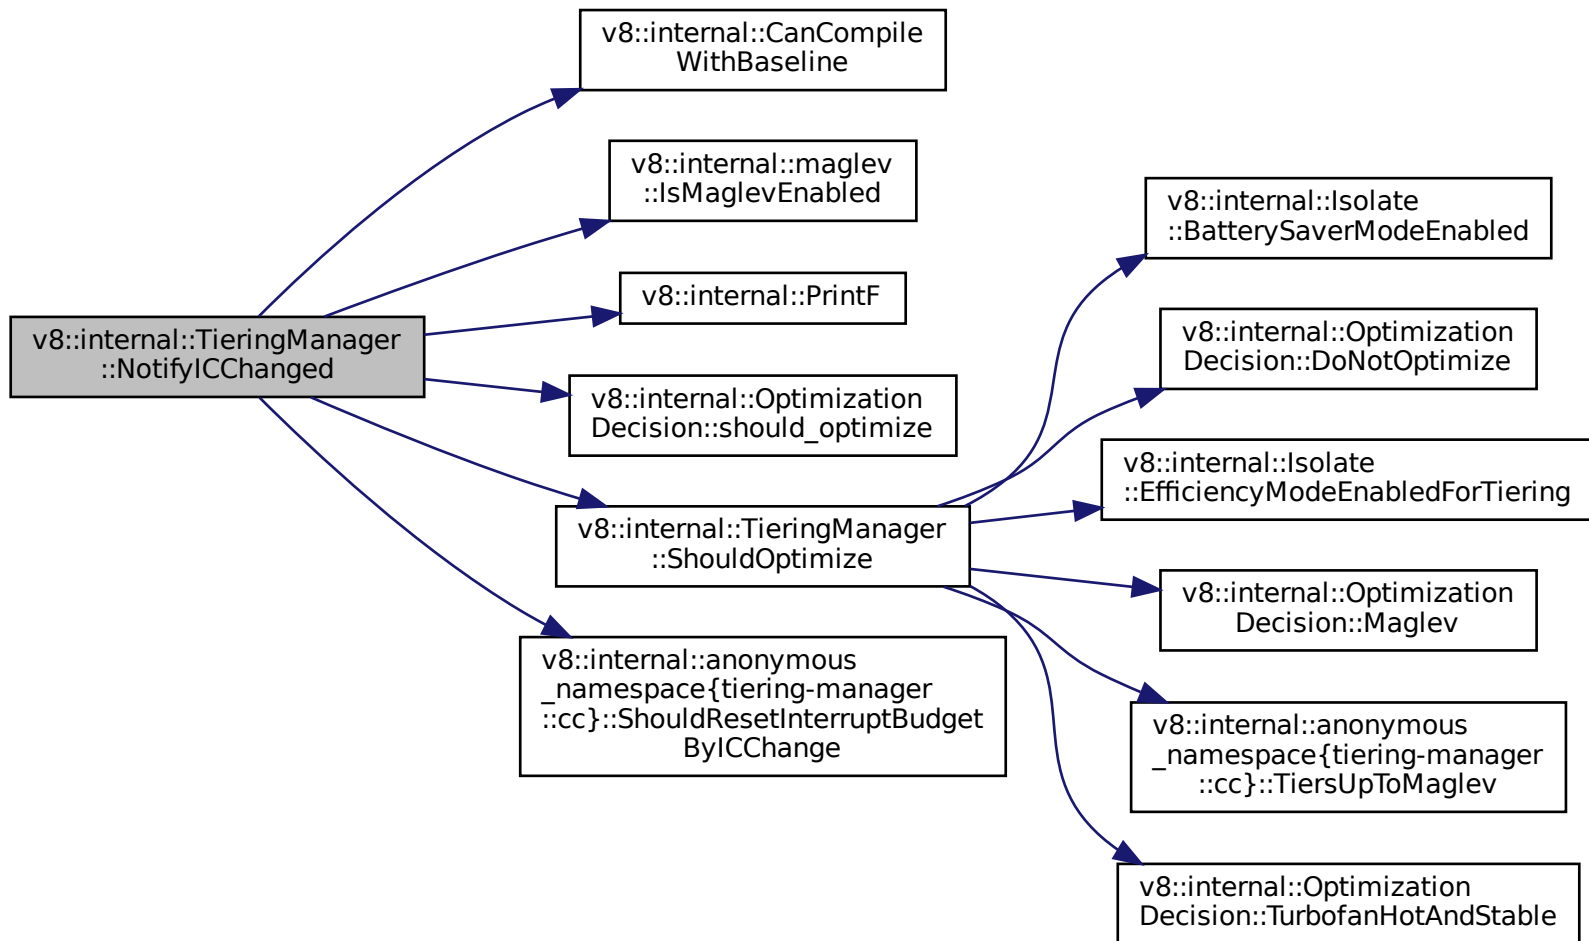 v8::internal::TieringManager
::NotifyICChanged
v8::internal::CanCompile
WithBaseline
v8::internal::maglev
::IsMaglevEnabled
v8::internal::PrintF
v8::internal::Optimization
Decision::should_optimize
v8::internal::TieringManager
::ShouldOptimize
v8::internal::anonymous
_namespace{tiering-manager
::cc}::ShouldResetInterruptBudget
ByICChange
v8::internal::Isolate
::BatterySaverModeEnabled
v8::internal::Optimization
Decision::DoNotOptimize
v8::internal::Isolate
::EfficiencyModeEnabledForTiering
v8::internal::Optimization
Decision::Maglev
v8::internal::anonymous
_namespace{tiering-manager
::cc}::TiersUpToMaglev
v8::internal::Optimization
Decision::TurbofanHotAndStable